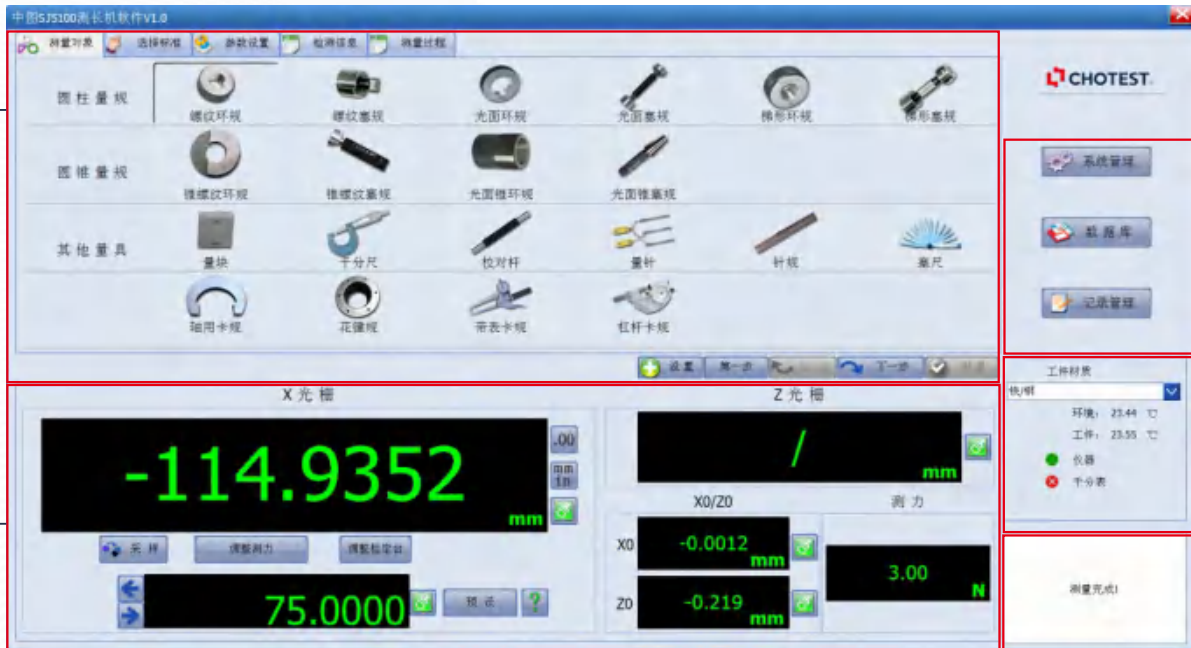 中图SJ5100测长机软件V1.0
测量对象 选择标准 参数设置 检测信息 测量过程
CHOTEST.
圆柱量规
螺纹环规 螺纹塞规 光面环规 光面塞规 梯形环规 梯形塞规
系统管理
圆锥量规
锥螺纹环规 锥螺纹塞规 光面锥环规 光面锥塞规
数据库
其他量具
量块 千分尺 校对杆 量针 针规 塞尺
记录管理
轴用卡规 花键规 带表卡规 杠杆卡规
设置 第一步 下一步
工件材质
铁/钢
环境: 23.44 ℃
工件: 23.55 ℃
仪器
千分表
X光栅
Z光栅
-114.9352 mm
.00
mm
in
/ mm
采样 调整测力 调整稳定台
X0/Z0 测力
X0 -0.0012 mm
3.00 N
75.0000 预设 ?
Z0 -0.219 mm
测量完成!